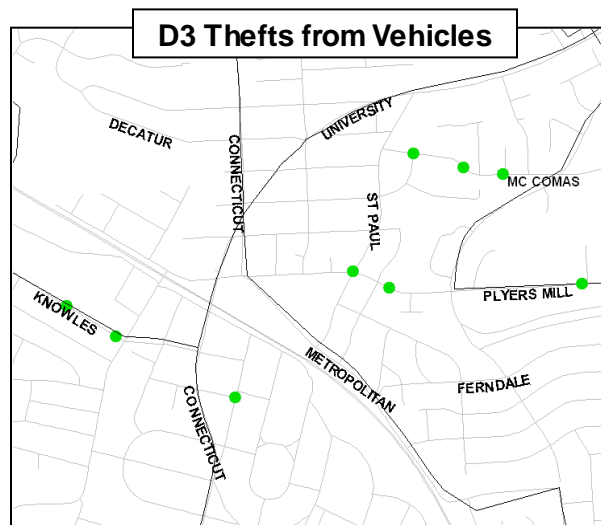 D3 Thefts from Vehicles
UNIVERSITY
DECATUR
CONNECTICUT
MC COMAS
ST PAUL
PLYERS MILL
KNOWLES
METROPOLITAN
FERNDALE
CONNECTICUT